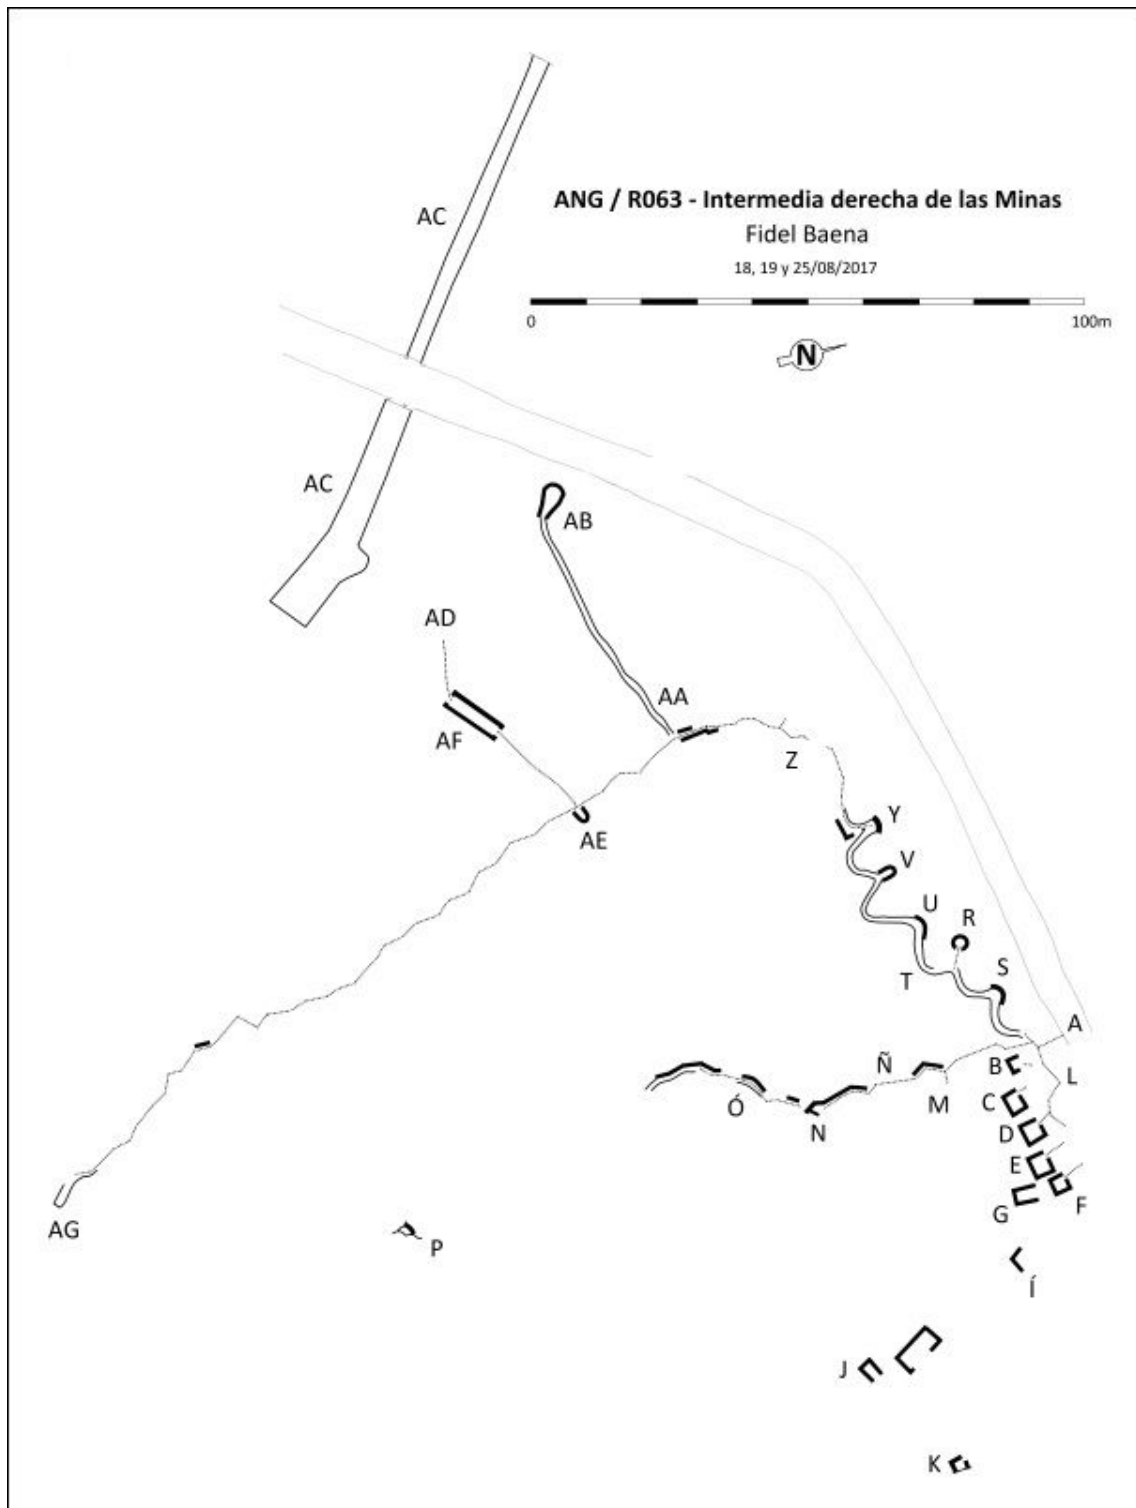 AC
ANG / R063 - Intermedia derecha de las Minas
Fidel Baena
18, 19 y 25/08/2017
0 100m
N
AC
AB
AD
AA
AF
Z
AE
Y
V
U
R
S
T
A
B
L
Ñ
C
M
Ó
N
D
E
F
G
AG
P
Í
J
K